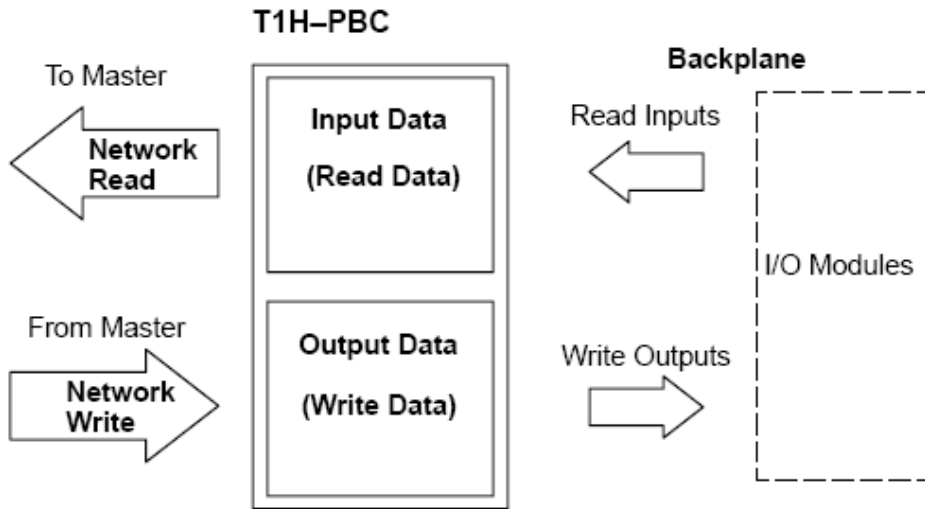 T1H–PBC
To Master
Network
Read
Input Data
(Read Data)
Backplane
Read Inputs
I/O Modules
From Master
Network
Write
Output Data
(Write Data)
Write Outputs